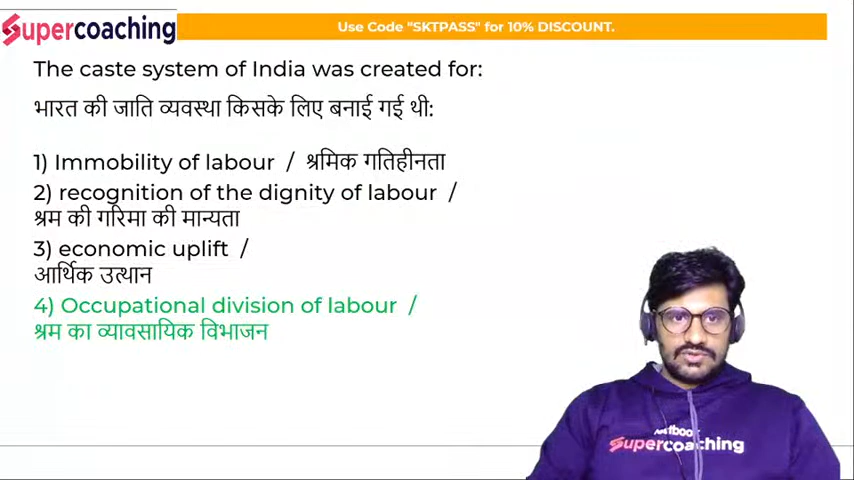 Supercoaching
Use Code "SKTPASS" for 10% DISCOUNT.
The caste system of India was created for:
भारत की जाति व्यवस्था किसके लिए बनाई गई थी:
1) Immobility of labour / श्रमिक गतिहीनता
2) recognition of the dignity of labour /
श्रम की गरिमा की मान्यता
3) economic uplift /
आर्थिक उत्थान
4) Occupational division of labour /
श्रम का व्यावसायिक विभाजन
Supercoaching